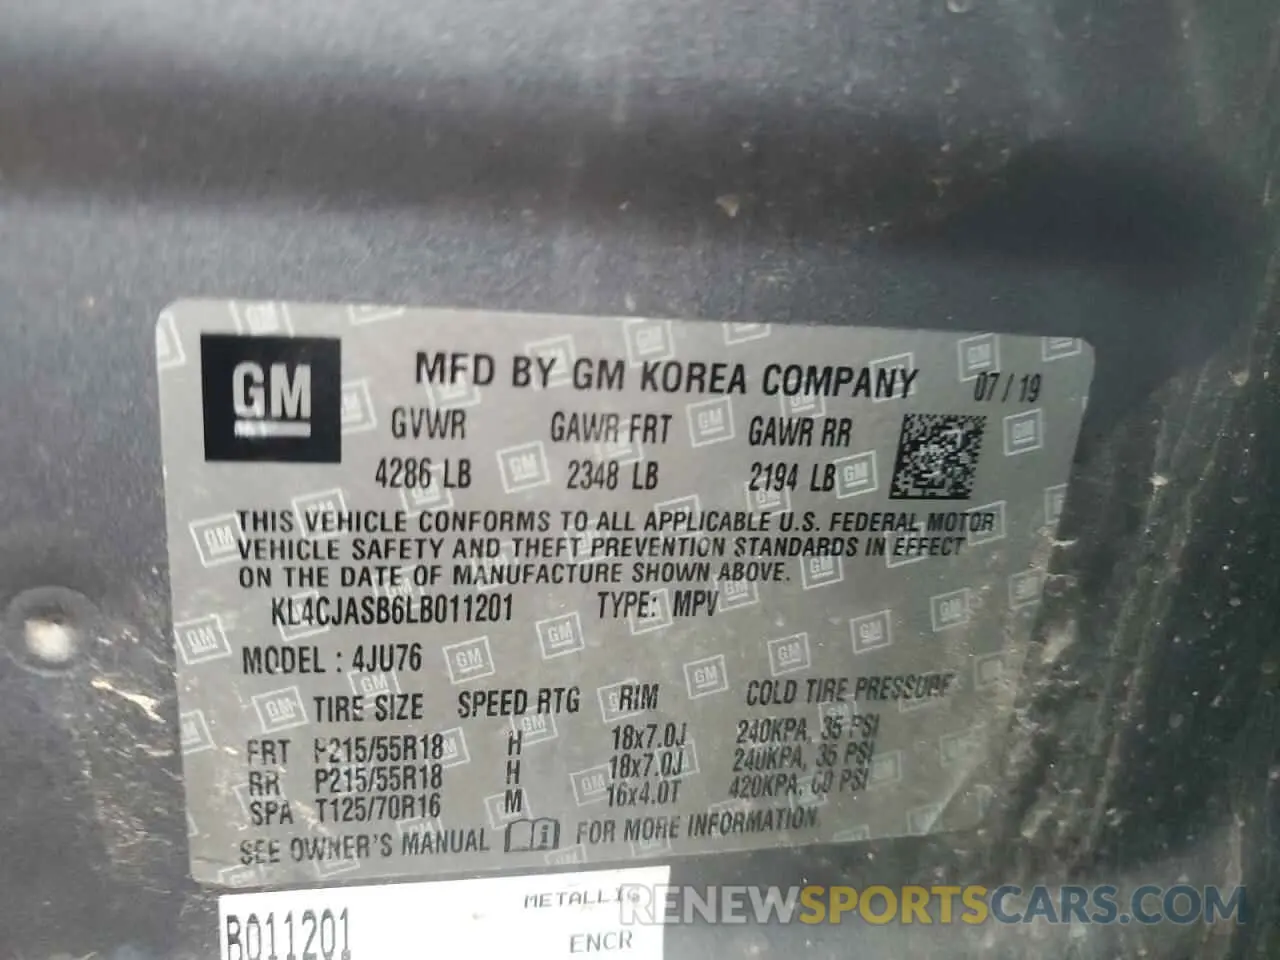 GM
MFD BY GM KOREA COMPANY 07/19
GVWR GAWR FRT GAWR RR
4286 LB 2348 LB 2194 LB
THIS VEHICLE CONFORMS TO ALL APPLICABLE U.S. FEDERAL MOTOR
VEHICLE SAFETY AND THEFT PREVENTION STANDARDS IN EFFECT
ON THE DATE OF MANUFACTURE SHOWN ABOVE.
KL4CJASB6LB011201 TYPE: MPV
MODEL : 4JU76
TIRE SIZE SPEED RTG RIM COLD TIRE PRESSURE
FRT P215/55R18 H 18x7.0J 240KPA, 35 PSI
RR P215/55R18 H 18x7.0J 240KPA, 35 PSI
SPA T125/70R16 M 16x4.0T 420KPA, 60 PSI
SEE OWNER'S MANUAL FOR MORE INFORMATION.
METALLIC
B011201
ENCR
RENEWSPORTSCARS.COM